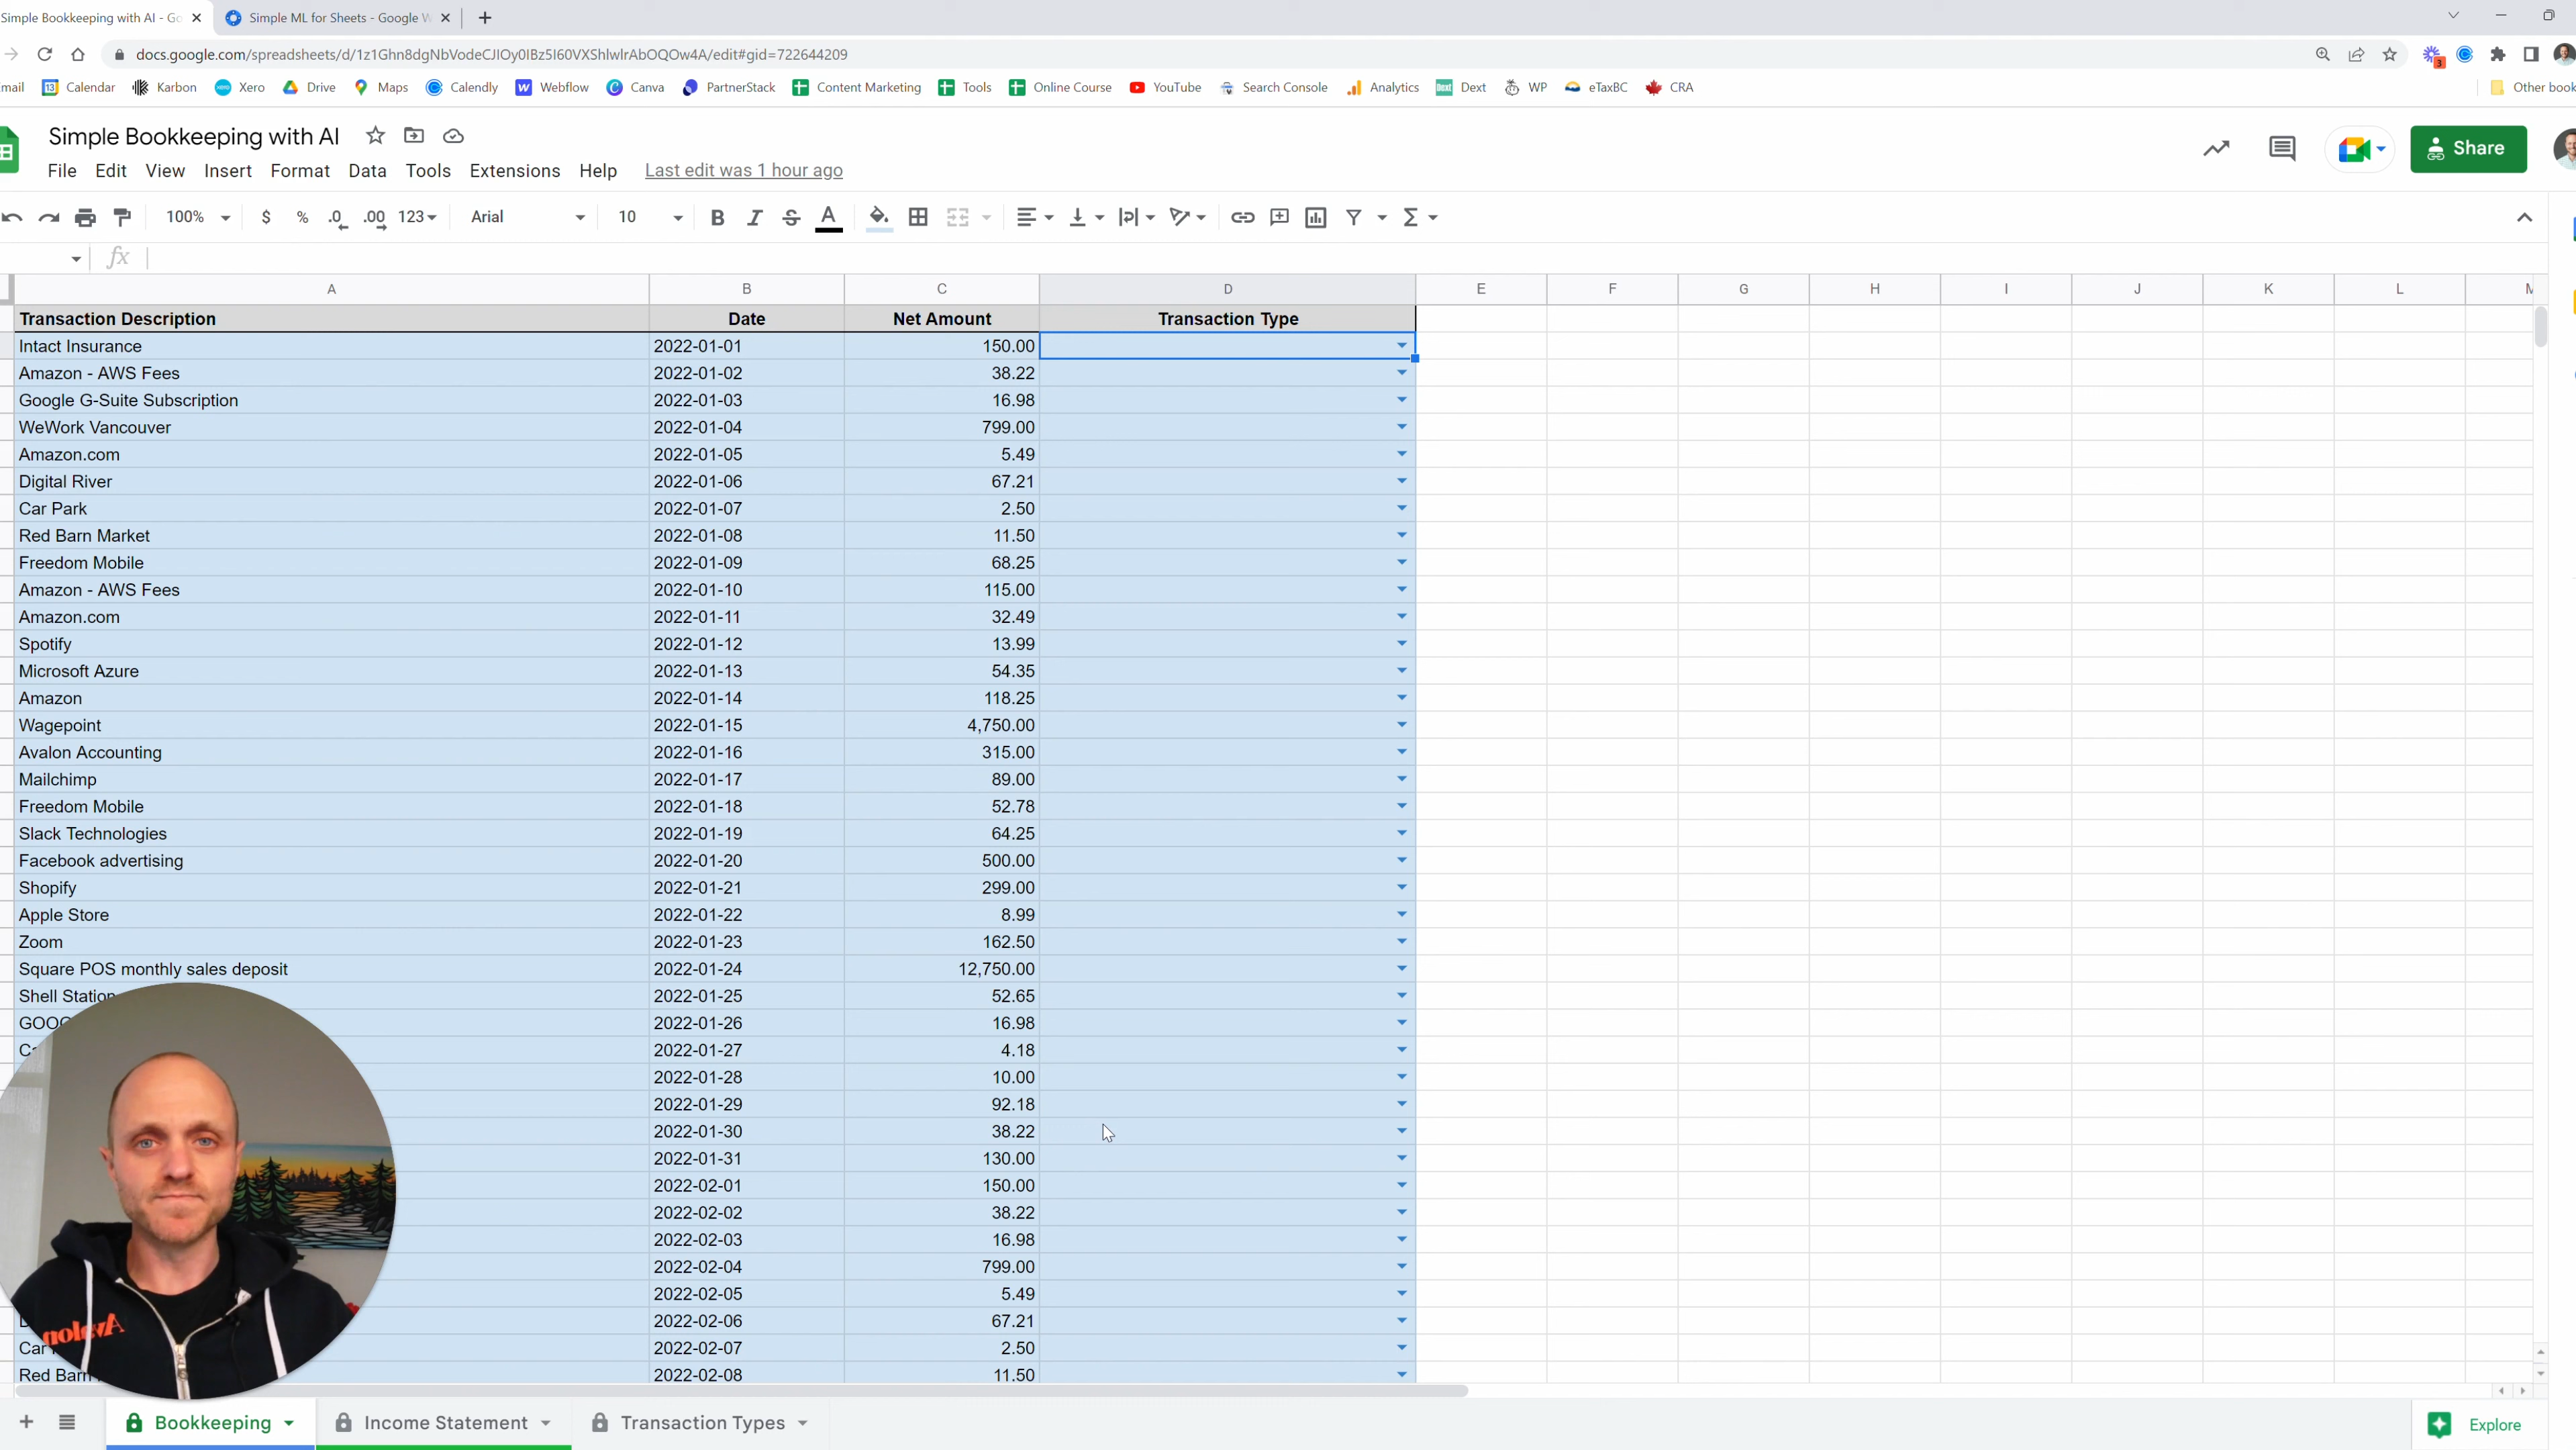 Simple Bookkeeping with AI - Go
Simple ML for Sheets - Google W
docs.google.com/spreadsheets/d/1z1Ghn8dgNbVodeCJIOy0IBz5I60VXShlwlrAbOQOw4A/edit#gid=722644209
mail Calendar Karbon Xero Drive Maps Calendly Webflow Canva PartnerStack Content Marketing Tools Online Course YouTube Search Console Analytics Dext WP eTaxBC CRA Other book
Simple Bookkeeping with AI
File Edit View Insert Format Data Tools Extensions Help Last edit was 1 hour ago
Share
100% $ % .0 .00 123 Arial 10 B I S A
fx
A B C D E F G H I J K L
Transaction Description Date Net Amount Transaction Type
Intact Insurance 2022-01-01 150.00
Amazon - AWS Fees 2022-01-02 38.22
Google G-Suite Subscription 2022-01-03 16.98
WeWork Vancouver 2022-01-04 799.00
Amazon.com 2022-01-05 5.49
Digital River 2022-01-06 67.21
Car Park 2022-01-07 2.50
Red Barn Market 2022-01-08 11.50
Freedom Mobile 2022-01-09 68.25
Amazon - AWS Fees 2022-01-10 115.00
Amazon.com 2022-01-11 32.49
Spotify 2022-01-12 13.99
Microsoft Azure 2022-01-13 54.35
Amazon 2022-01-14 118.25
Wagepoint 2022-01-15 4,750.00
Avalon Accounting 2022-01-16 315.00
Mailchimp 2022-01-17 89.00
Freedom Mobile 2022-01-18 52.78
Slack Technologies 2022-01-19 64.25
Facebook advertising 2022-01-20 500.00
Shopify 2022-01-21 299.00
Apple Store 2022-01-22 8.99
Zoom 2022-01-23 162.50
Square POS monthly sales deposit 2022-01-24 12,750.00
Shell Station 2022-01-25 52.65
2022-01-26 16.98
2022-01-27 4.18
2022-01-28 10.00
2022-01-29 92.18
2022-01-30 38.22
2022-01-31 130.00
2022-02-01 150.00
2022-02-02 38.22
2022-02-03 16.98
2022-02-04 799.00
2022-02-05 5.49
2022-02-06 67.21
Car 2022-02-07 2.50
Red Barn 2022-02-08 11.50
Avalon
Bookkeeping Income Statement Transaction Types
Explore